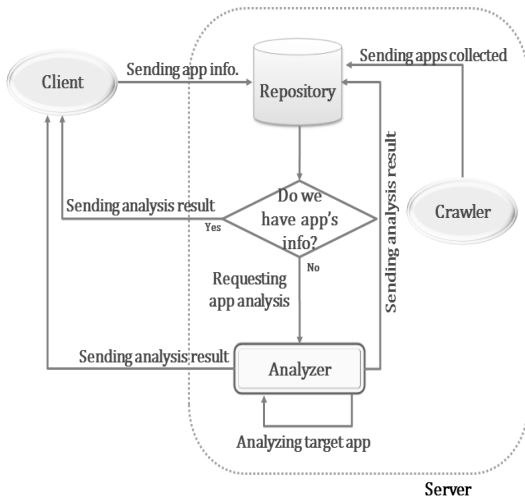 Sending apps collected
Client
Sending app info.
Repository
Sending analysis result
Do we
have app's
info?
Sending analysis result
Yes
Crawler
No
Requesting
app analysis
Sending analysis result
Analyzer
Analyzing target app
Server